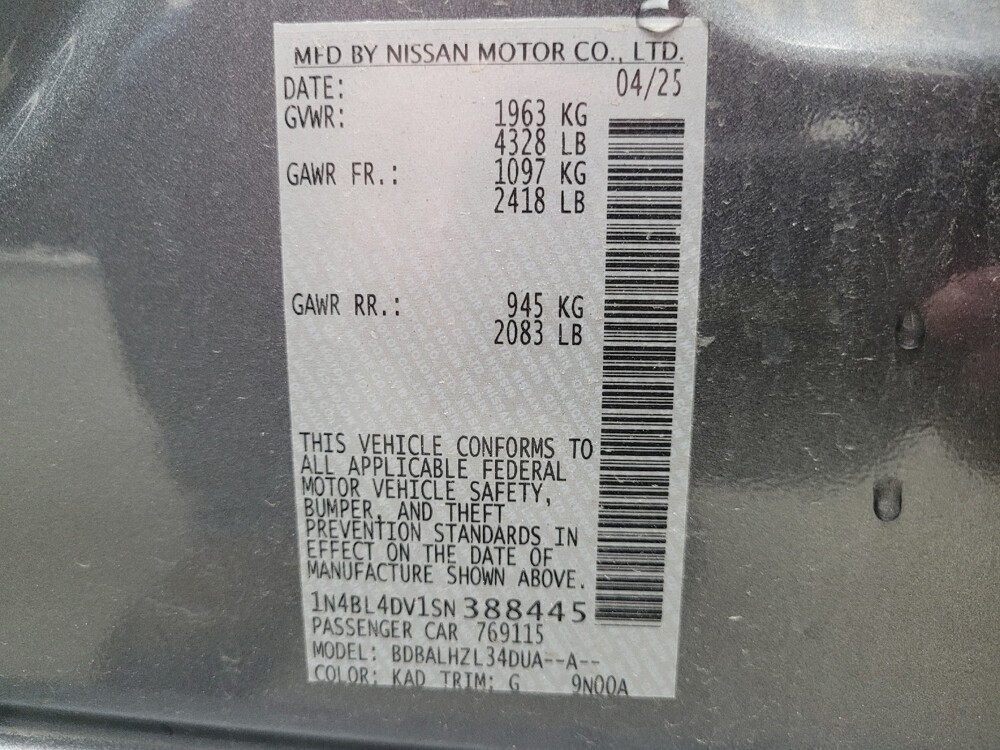 MFD BY NISSAN MOTOR CO., LTD.
DATE: 04/25
GVWR: 1963 KG
4328 LB
GAWR FR.: 1097 KG
2418 LB
GAWR RR.: 945 KG
2083 LB
THIS VEHICLE CONFORMS TO
ALL APPLICABLE FEDERAL
MOTOR VEHICLE SAFETY,
BUMPER, AND THEFT
PREVENTION STANDARDS IN
EFFECT ON THE DATE OF
MANUFACTURE SHOWN ABOVE.
1N4BL4DV1SN388445
PASSENGER CAR 769115
MODEL: BDBALHZL34DUA--A--
COLOR: KAD TRIM: G 9N00A